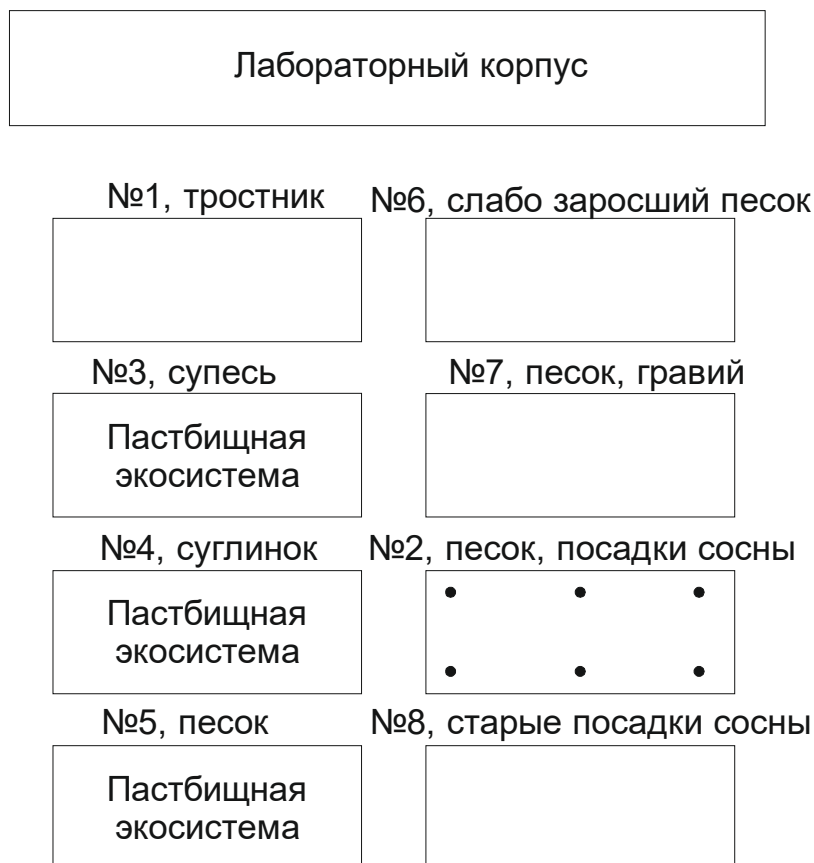 Лабораторный корпус
№1, тростник
№6, слабо заросший песок
№3, супесь
№7, песок, гравий
Пастбищная
экосистема
№4, суглинок
№2, песок, посадки сосны
Пастбищная
экосистема
№5, песок
№8, старые посадки сосны
Пастбищная
экосистема